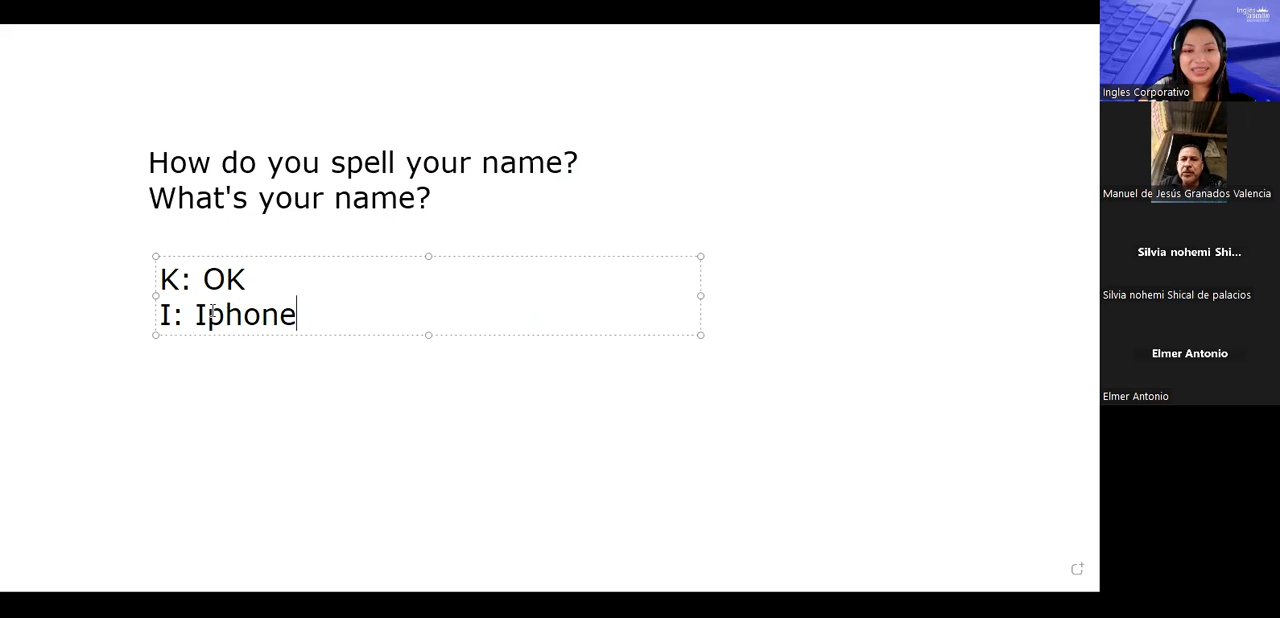 How do you spell your name?
What's your name?
K: OK
I: Iphone
Ingles Corporativo
Manuel de Jesús Granados Valencia
Silvia nohemi Shi...
Silvia nohemi Shical de palacios
Elmer Antonio
Elmer Antonio